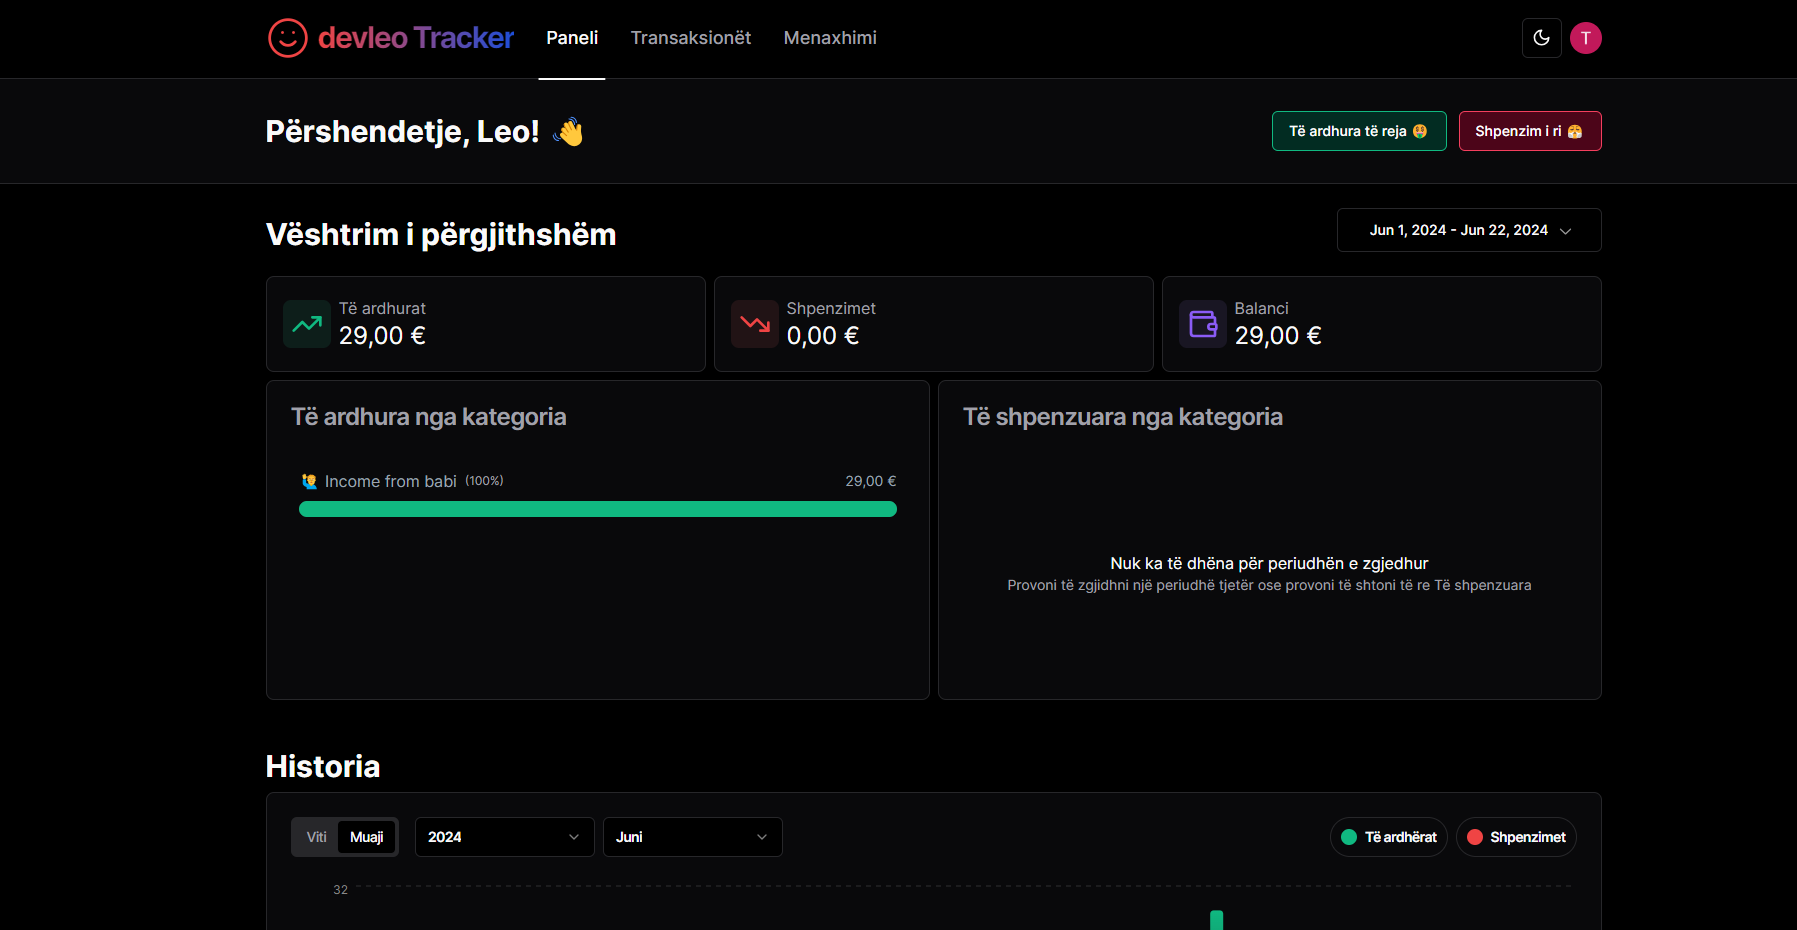 devleo Tracker
Paneli
Transaksionët
Menaxhimi
T
Përshendetje, Leo! 👋
Të ardhura të reja 🤑
Shpenzim i ri 😤
Vështrim i përgjithshëm
Jun 1, 2024 - Jun 22, 2024
Të ardhurat
29,00 €
Shpenzimet
0,00 €
Balanci
29,00 €
Të ardhura nga kategoria
🙋‍♂️ Income from babi (100%)
29,00 €
Të shpenzuara nga kategoria
Nuk ka të dhëna për periudhën e zgjedhur
Provoni të zgjidhni një periudhë tjetër ose provoni të shtoni të re Të shpenzuara
Historia
Viti
Muaji
2024
Juni
Të ardhërat
Shpenzimet
32